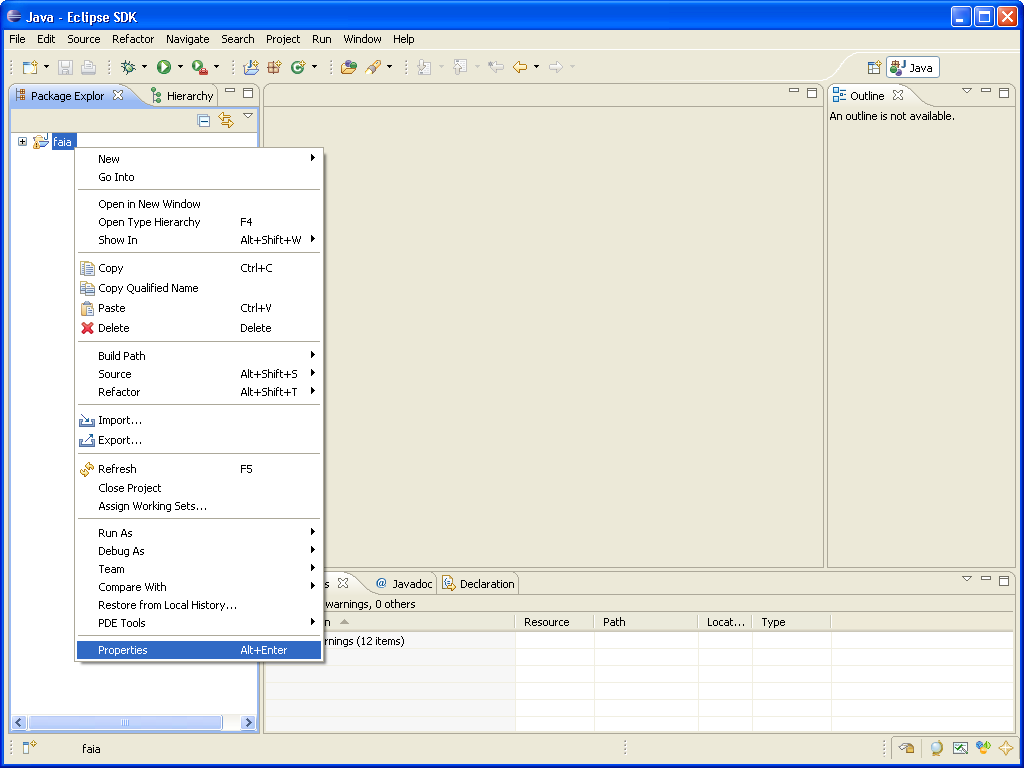 Java - Eclipse SDK
File Edit Source Refactor Navigate Search Project Run Window Help
Java
Package Explor Hierarchy
Outline
An outline is not available.
faia
New
Go Into
Open in New Window
Open Type Hierarchy F4
Show In Alt+Shift+W
Copy Ctrl+C
Copy Qualified Name
Paste Ctrl+V
Delete Delete
Build Path
Source Alt+Shift+S
Refactor Alt+Shift+T
Import...
Export...
Refresh F5
Close Project
Assign Working Sets...
Run As
Debug As
Team
Compare With
Restore from Local History...
PDE Tools
Properties Alt+Enter
s @ Javadoc Declaration
warnings, 0 others
n Resource Path Locat... Type
rnings (12 items)
faia